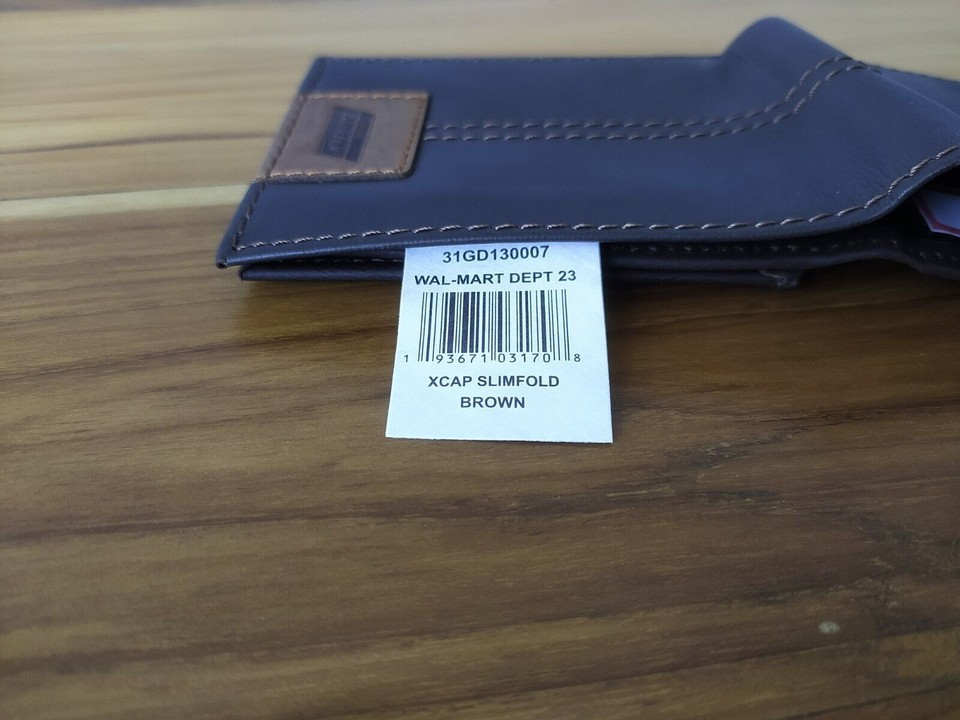 31GD130007
WAL-MART DEPT 23
1 93671 03170 8
XCAP SLIMFOLD
BROWN